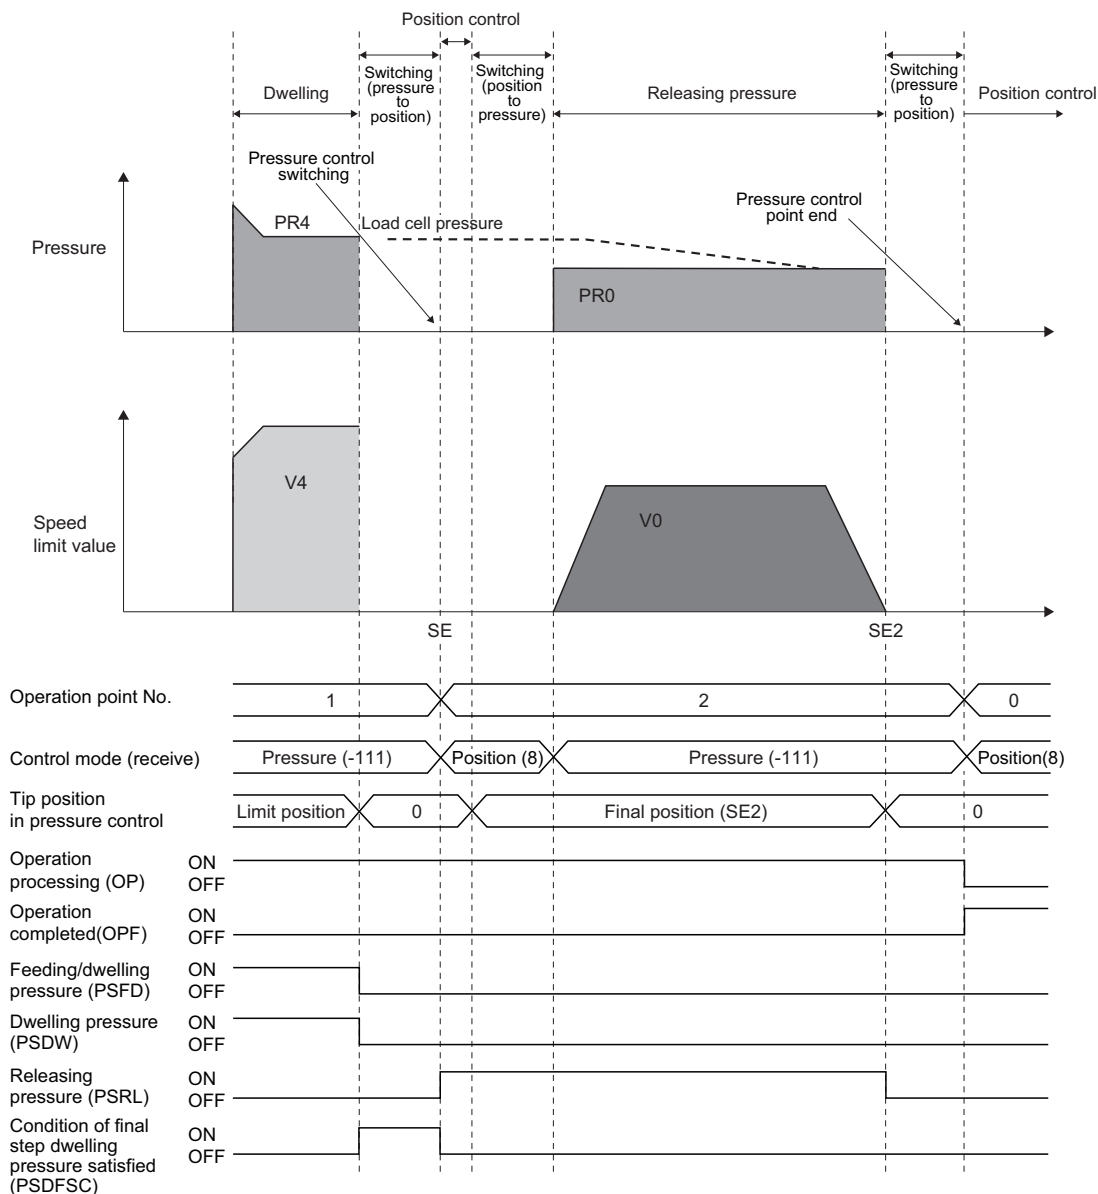 Position control
Switching
(pressure
to
position)
Switching
(position
to
pressure)
Switching
(pressure
to
position)
Dwelling
Releasing pressure
Position control
Pressure control
switching
Pressure control
point end
PR4
Load cell pressure
Pressure
PR0
V4
V0
Speed
limit value
SE
SE2
Operation point No.
1
2
0
Control mode (receive)
Pressure (-111)
Position (8)
Pressure (-111)
Position(8)
Tip position
in pressure control
Limit position
0
Final position (SE2)
0
Operation
processing (OP)
ON
OFF
Operation
completed(OPF)
ON
OFF
Feeding/dwelling
pressure (PSFD)
ON
OFF
Dwelling pressure
(PSDW)
ON
OFF
Releasing
pressure (PSRL)
ON
OFF
Condition of final
step dwelling
pressure satisfied
(PSDFSC)
ON
OFF